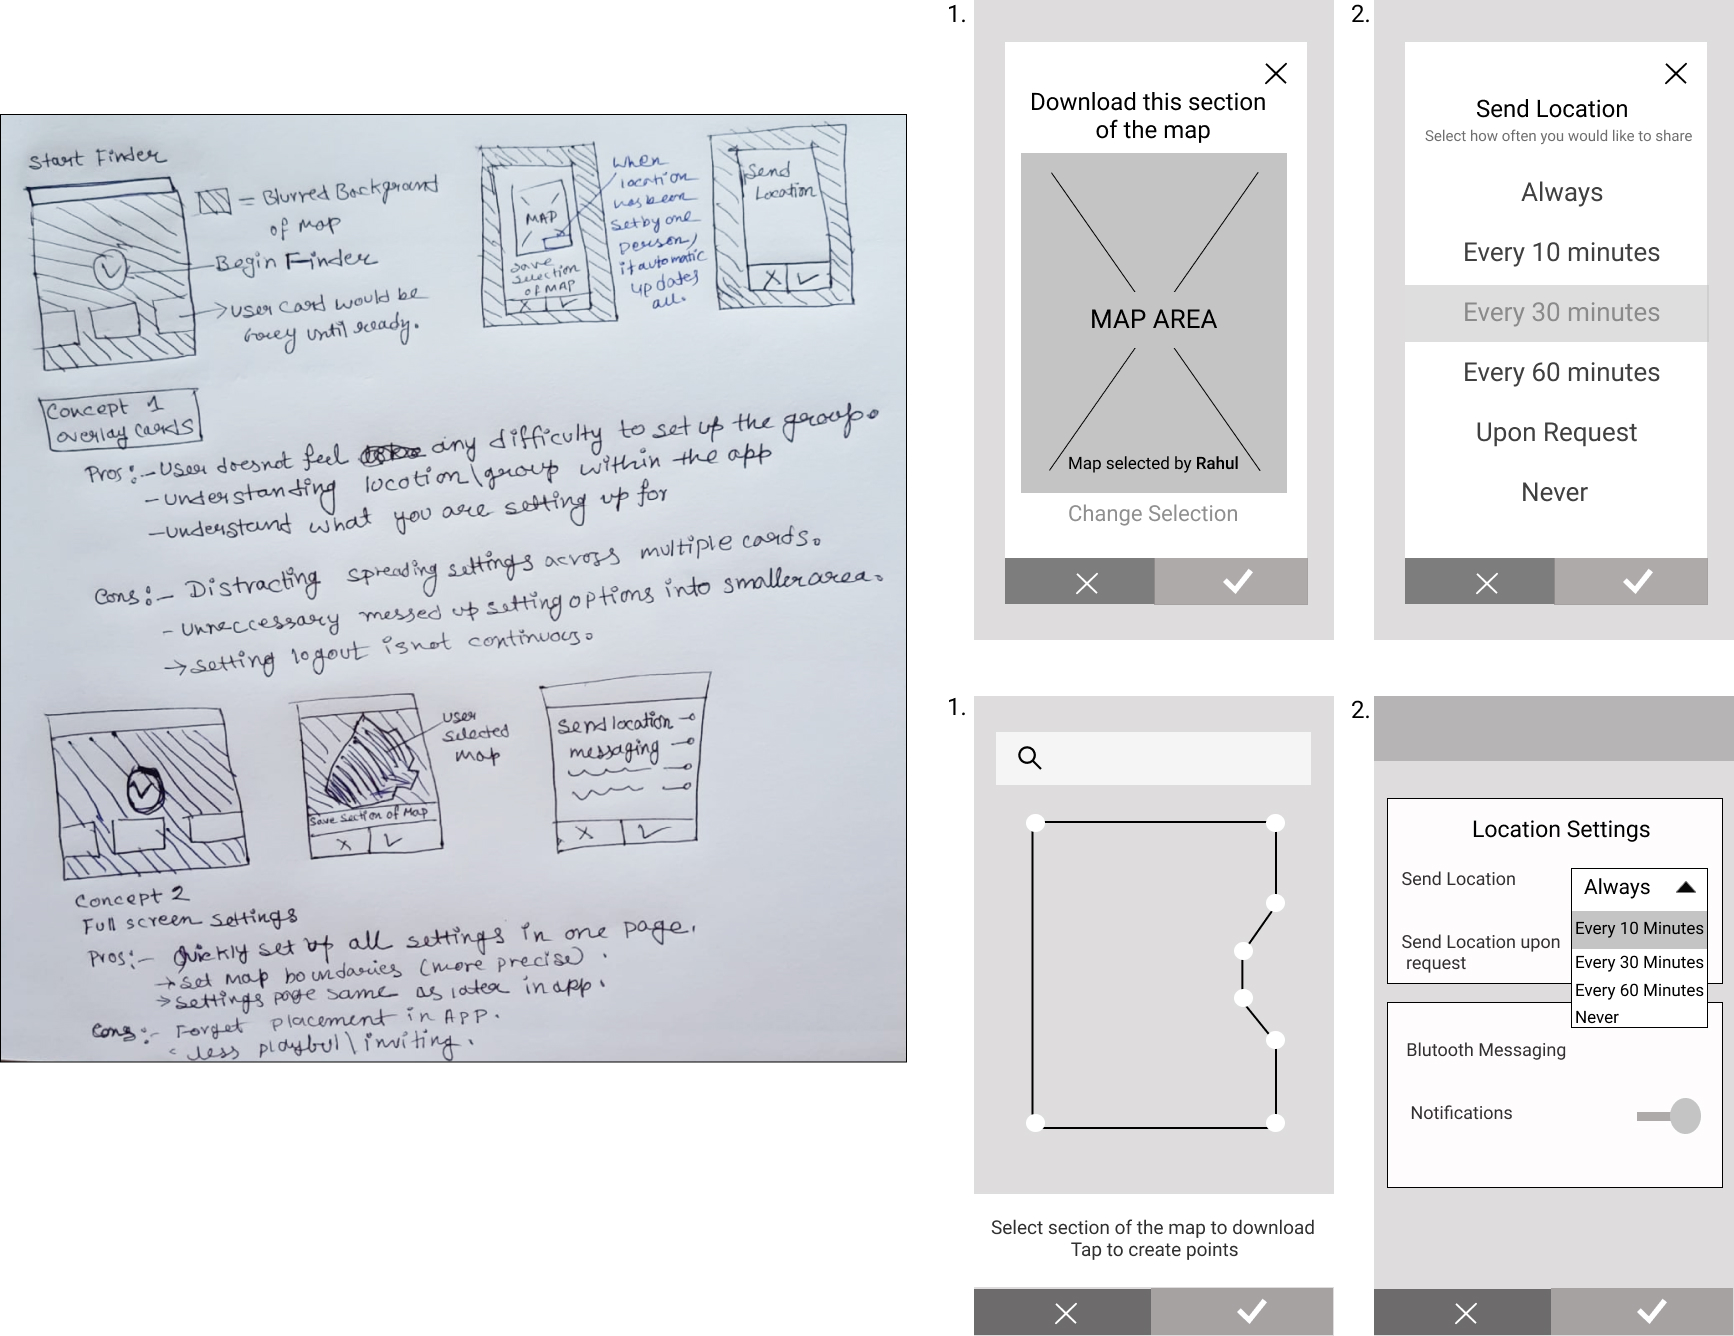 Start Finder
= Blurred Background
of map
Begin Finder
user card would be
Grey until ready.
MAP
Save
selection
of MAP
X
when
location
has been
set by one
person,
it automatic
updates
all.
Send
Location
X
Concept 1
overlay cards
Pros:- User doesnot feel any difficulty to set up the group.
- understanding location\group within the app
- understand what you are setting up for
Cons:- Distracting spreading settings across multiple cards.
- unneccessary messed up setting options into smaller area.
→ setting logout is not continuous.
user
selected
map
Save section of Map
X
Send location
messaging
X
Concept 2
Full screen settings
Pros:- Quickly set up all settings in one page.
→ set map boundaries (more precise).
→ settings page same as later in app.
Cons:- Forget placement in APP.
less playful\inviting.
1.
Download this section
of the map
MAP AREA
Map selected by Rahul
Change Selection
2.
Send Location
Select how often you would like to share
Always
Every 10 minutes
Every 30 minutes
Every 60 minutes
Upon Request
Never
1.
Select section of the map to download
Tap to create points
2.
Location Settings
Send Location
Always
Every 10 Minutes
Send Location upon
request
Every 30 Minutes
Every 60 Minutes
Never
Blutooth Messaging
Notifications